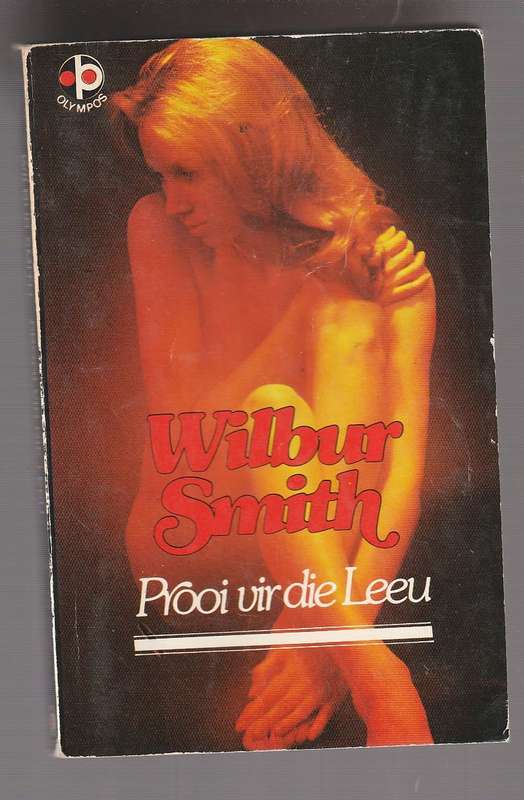 OLYMPOS
Wilbur
Smith
Prooi vir die Leeu